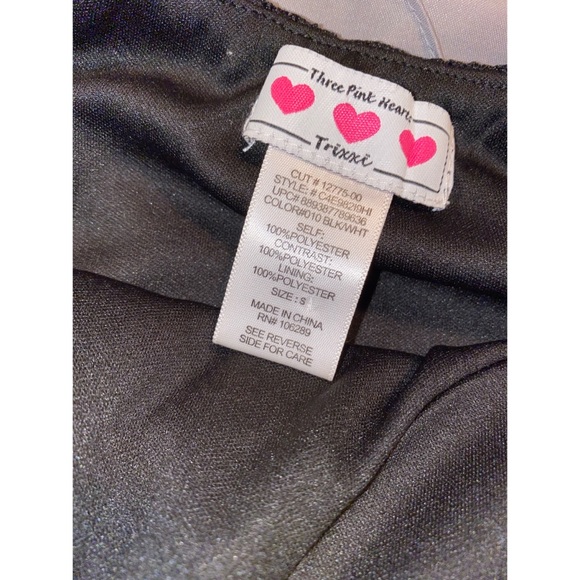 Three Pink Hearts
Trixxi
CUT # 12775-00
STYLE: # C4E98219HI
UPC# 889387789636
COLOR#010 BLK/WHT
SELF:
100%POLYESTER
CONTRAST:
100%POLYESTER
LINING:
100%POLYESTER
SIZE : S
MADE IN CHINA
RN# 106289
SEE REVERSE
SIDE FOR CARE